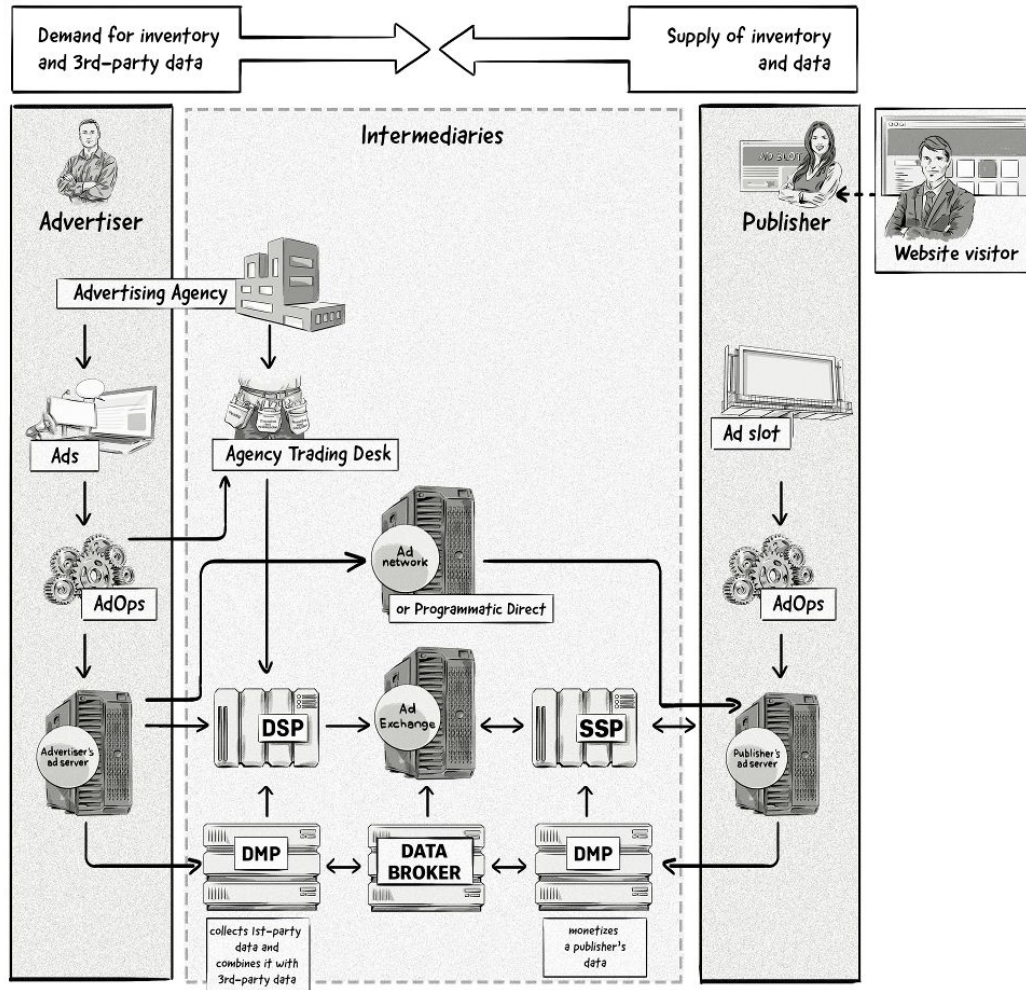 Demand for inventory
and 3rd-party data
Supply of inventory
and data
Intermediaries
Advertiser
AD SLOT
Publisher
Website visitor
Advertising Agency
Ads
Agency Trading Desk
Ad slot
Ad
network
or Programmatic Direct
AdOps
AdOps
Advertiser's
ad server
DSP
Ad
Exchange
SSP
Publisher's
ad server
DMP
DATA
BROKER
DMP
collects 1st-party
data and
combines it with
3rd-party data
monetizes
a publisher's
data